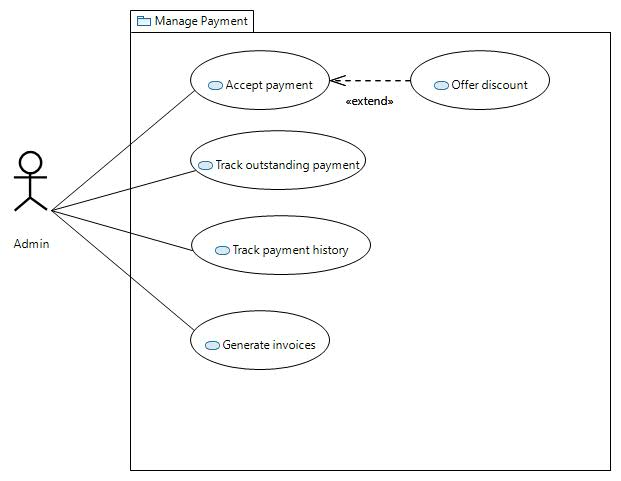 Manage Payment
Accept payment
Offer discount
«extend»
Track outstanding payment
Admin
Track payment history
Generate invoices